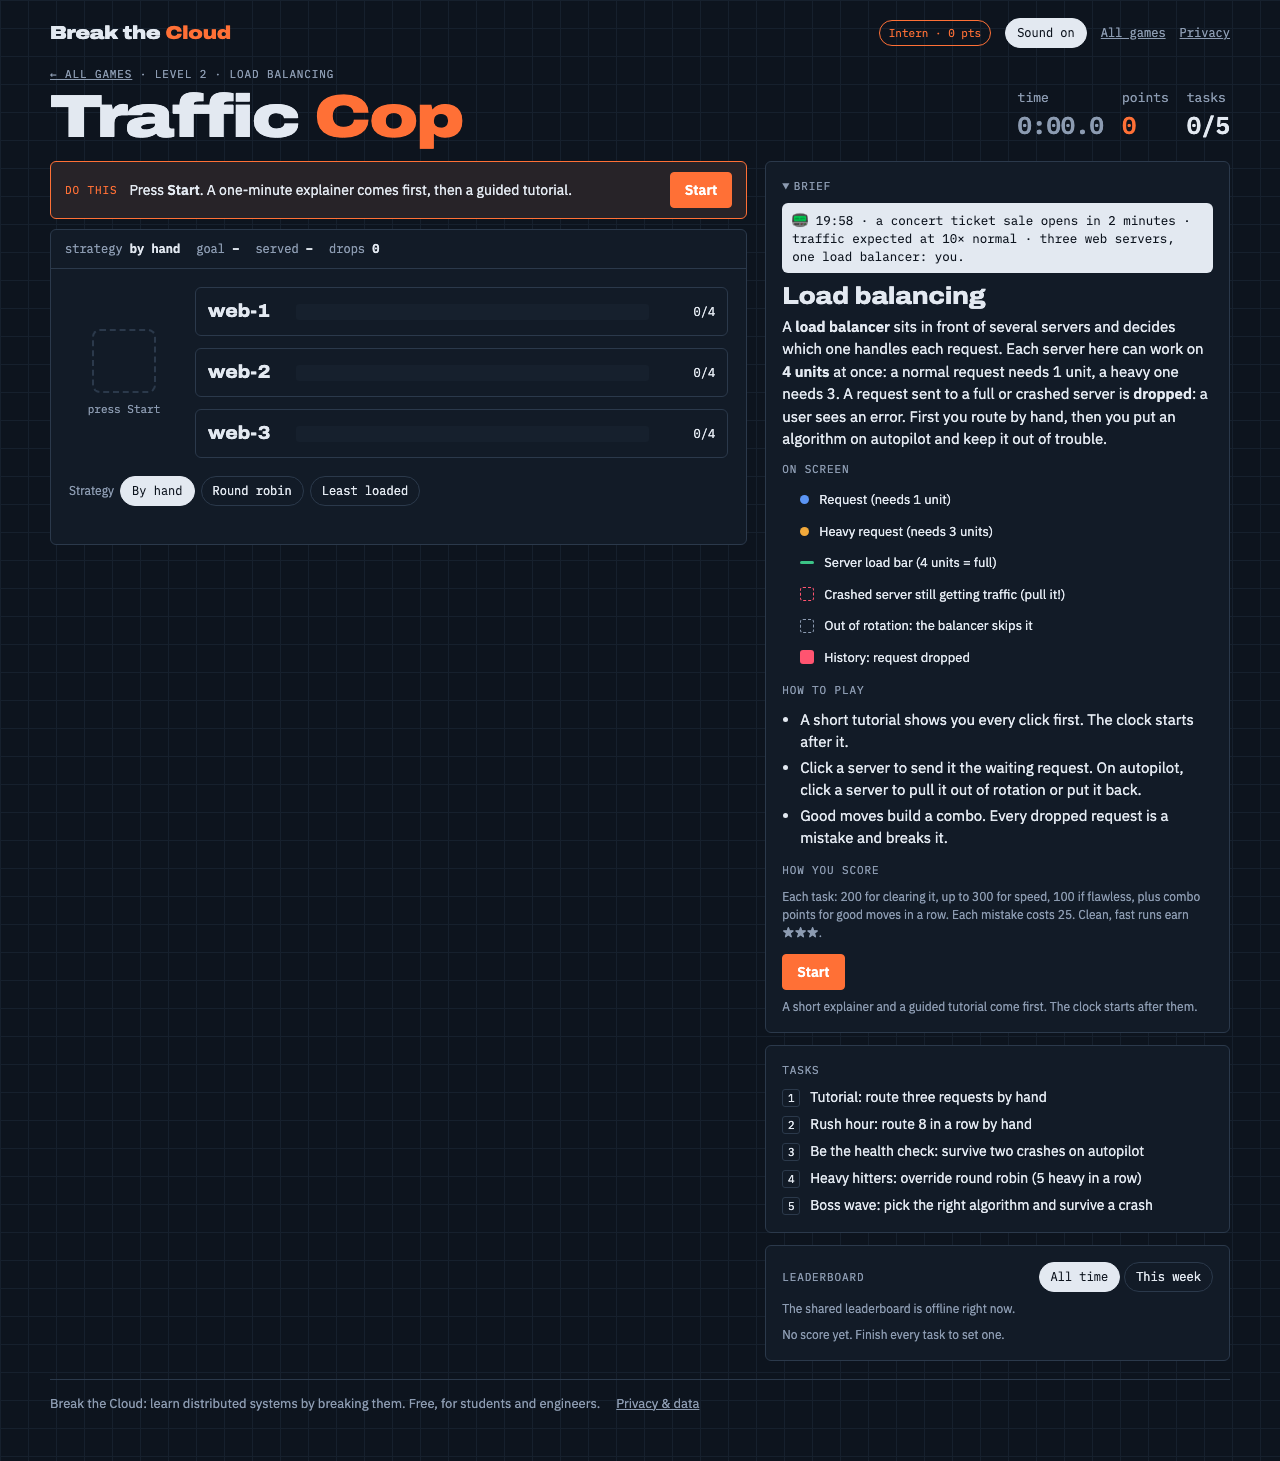 Break the Cloud
Intern · 0 pts
Sound on
All games
Privacy
← ALL GAMES · LEVEL 2 · LOAD BALANCING
Traffic Cop
time
0:00.0
points
0
tasks
0/5
DO THIS
Press Start. A one-minute explainer comes first, then a guided tutorial.
Start
strategy by hand goal – served – drops 0
web-1
0/4
web-2
0/4
web-3
0/4
press Start
Strategy
By hand
Round robin
Least loaded
▼ BRIEF
19:58 · a concert ticket sale opens in 2 minutes ·
traffic expected at 10× normal · three web servers,
one load balancer: you.
Load balancing
A load balancer sits in front of several servers and decides
which one handles each request. Each server here can work on
4 units at once: a normal request needs 1 unit, a heavy one
needs 3. A request sent to a full or crashed server is dropped: a
user sees an error. First you route by hand, then you put an
algorithm on autopilot and keep it out of trouble.
ON SCREEN
Request (needs 1 unit)
Heavy request (needs 3 units)
Server load bar (4 units = full)
Crashed server still getting traffic (pull it!)
Out of rotation: the balancer skips it
History: request dropped
HOW TO PLAY
• A short tutorial shows you every click first. The clock starts
after it.
• Click a server to send it the waiting request. On autopilot,
click a server to pull it out of rotation or put it back.
• Good moves build a combo. Every dropped request is a
mistake and breaks it.
HOW YOU SCORE
Each task: 200 for clearing it, up to 300 for speed, 100 if flawless, plus combo
points for good moves in a row. Each mistake costs 25. Clean, fast runs earn
★★★.
Start
A short explainer and a guided tutorial come first. The clock starts after them.
TASKS
1 Tutorial: route three requests by hand
2 Rush hour: route 8 in a row by hand
3 Be the health check: survive two crashes on autopilot
4 Heavy hitters: override round robin (5 heavy in a row)
5 Boss wave: pick the right algorithm and survive a crash
LEADERBOARD
All time
This week
The shared leaderboard is offline right now.
No score yet. Finish every task to set one.
Break the Cloud: learn distributed systems by breaking them. Free, for students and engineers.
Privacy & data